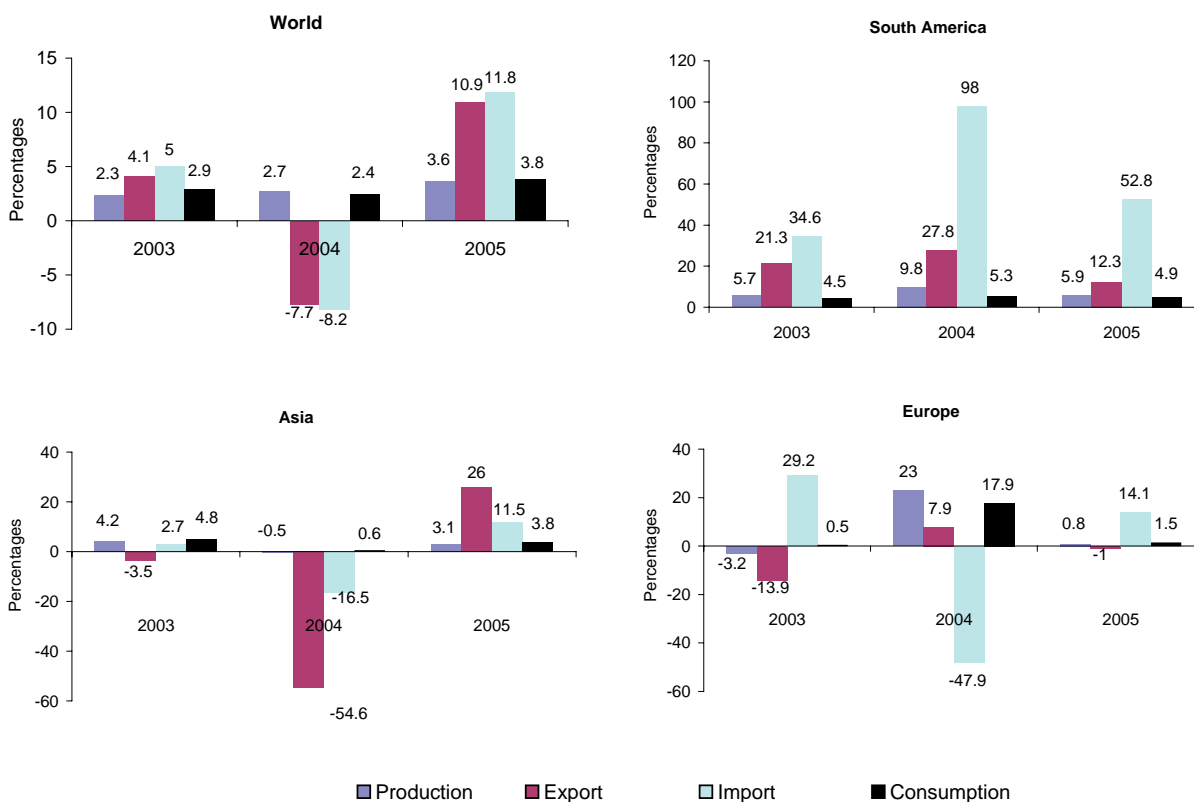 World
Percentages
15
10
5
0
-5
-10
2.3 4.1 5 2.9 2.7 -7.7 -8.2 2.4 3.6 10.9 11.8 3.8
2003 2004 2005
South America
Percentages
120
100
80
60
40
20
0
5.7 21.3 34.6 4.5 9.8 27.8 98 5.3 5.9 12.3 52.8 4.9
2003 2004 2005
Asia
Percentages
40
20
0
-20
-40
-60
4.2 -3.5 2.7 4.8 -0.5 -54.6 -16.5 0.6 3.1 26 11.5 3.8
2003 2004 2005
Europe
Percentages
40
20
0
-20
-40
-60
-3.2 -13.9 29.2 0.5 23 7.9 -47.9 17.9 0.8 -1 14.1 1.5
2003 2004 2005
Production Export Import Consumption